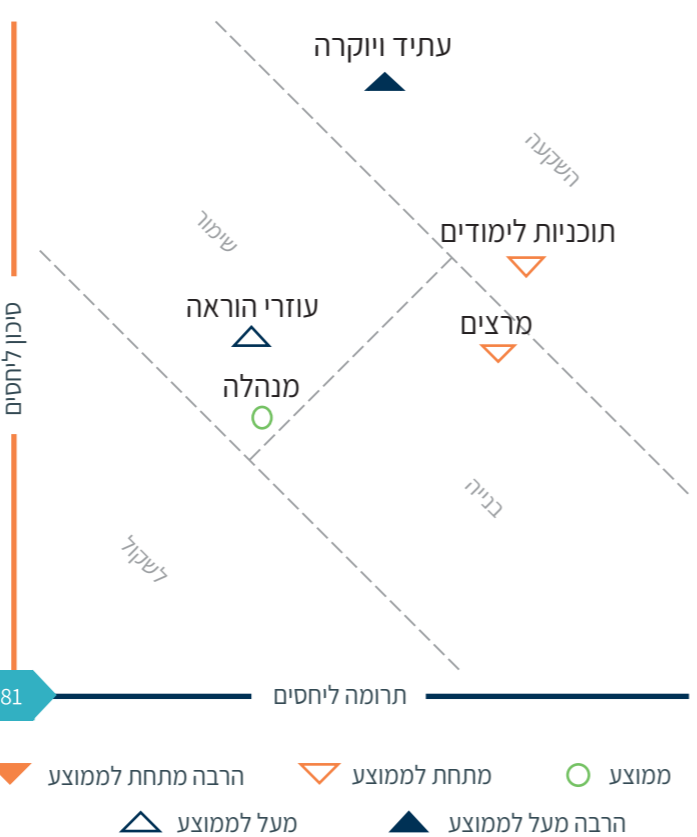 עתיד ויוקרה
השקעה
שימור
תוכניות לימודים
עוזרי הוראה
מרצים
סיכון ליחסים
מנהלה
בנייה
לשקול
81
תרומה ליחסים
ממוצע
מתחת לממוצע
הרבה מתחת לממוצע
הרבה מעל לממוצע
מעל לממוצע